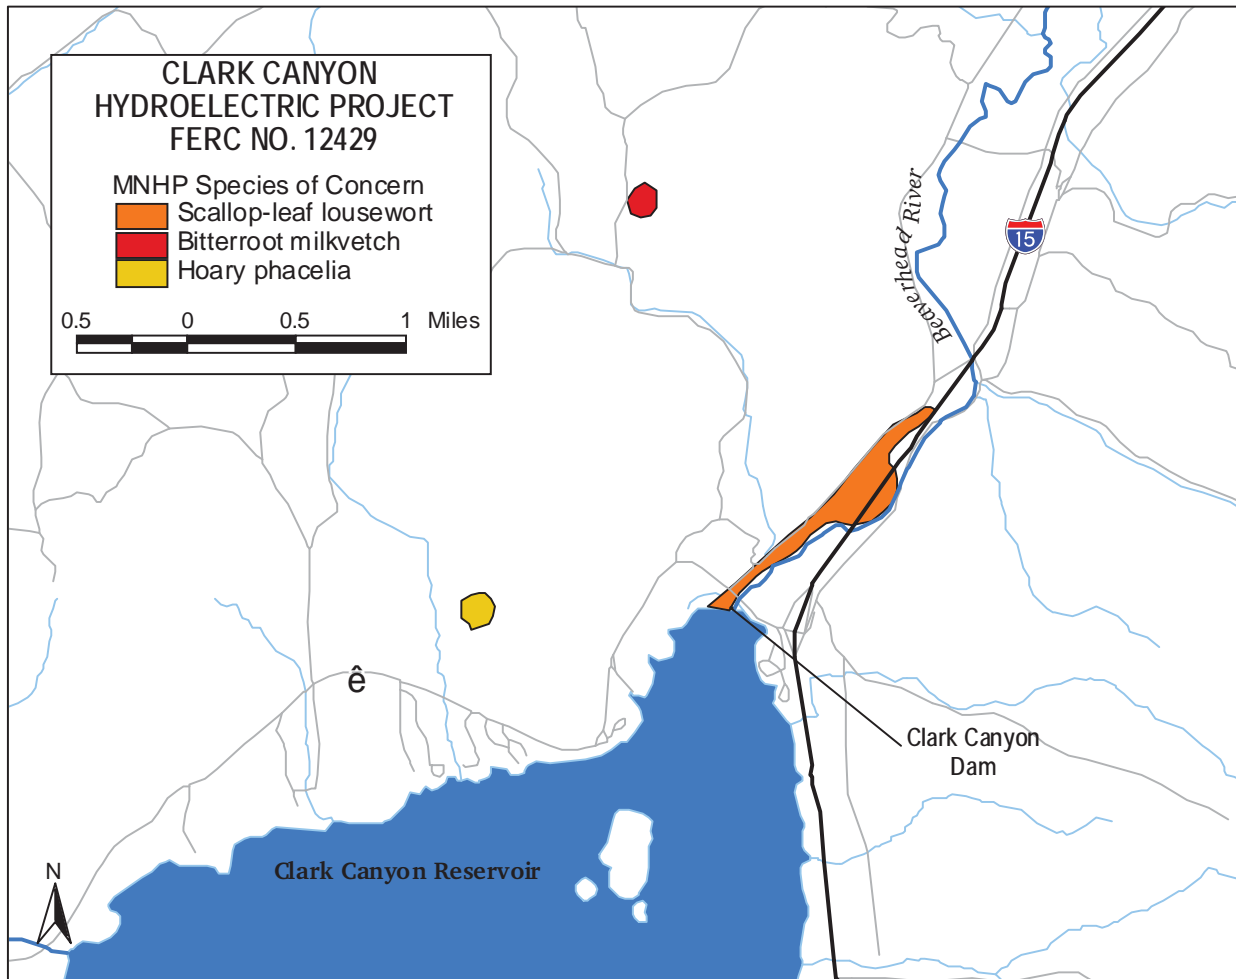 CLARK CANYON
HYDROELECTRIC PROJECT
FERC NO. 12429
MNHP Species of Concern
Scallop-leaf lousewort
Bitterroot milkvetch
Hoary phacelia
0.5 0 0.5 1 Miles
Beaverhead River
15
ê
Clark Canyon
Dam
Clark Canyon Reservoir
N